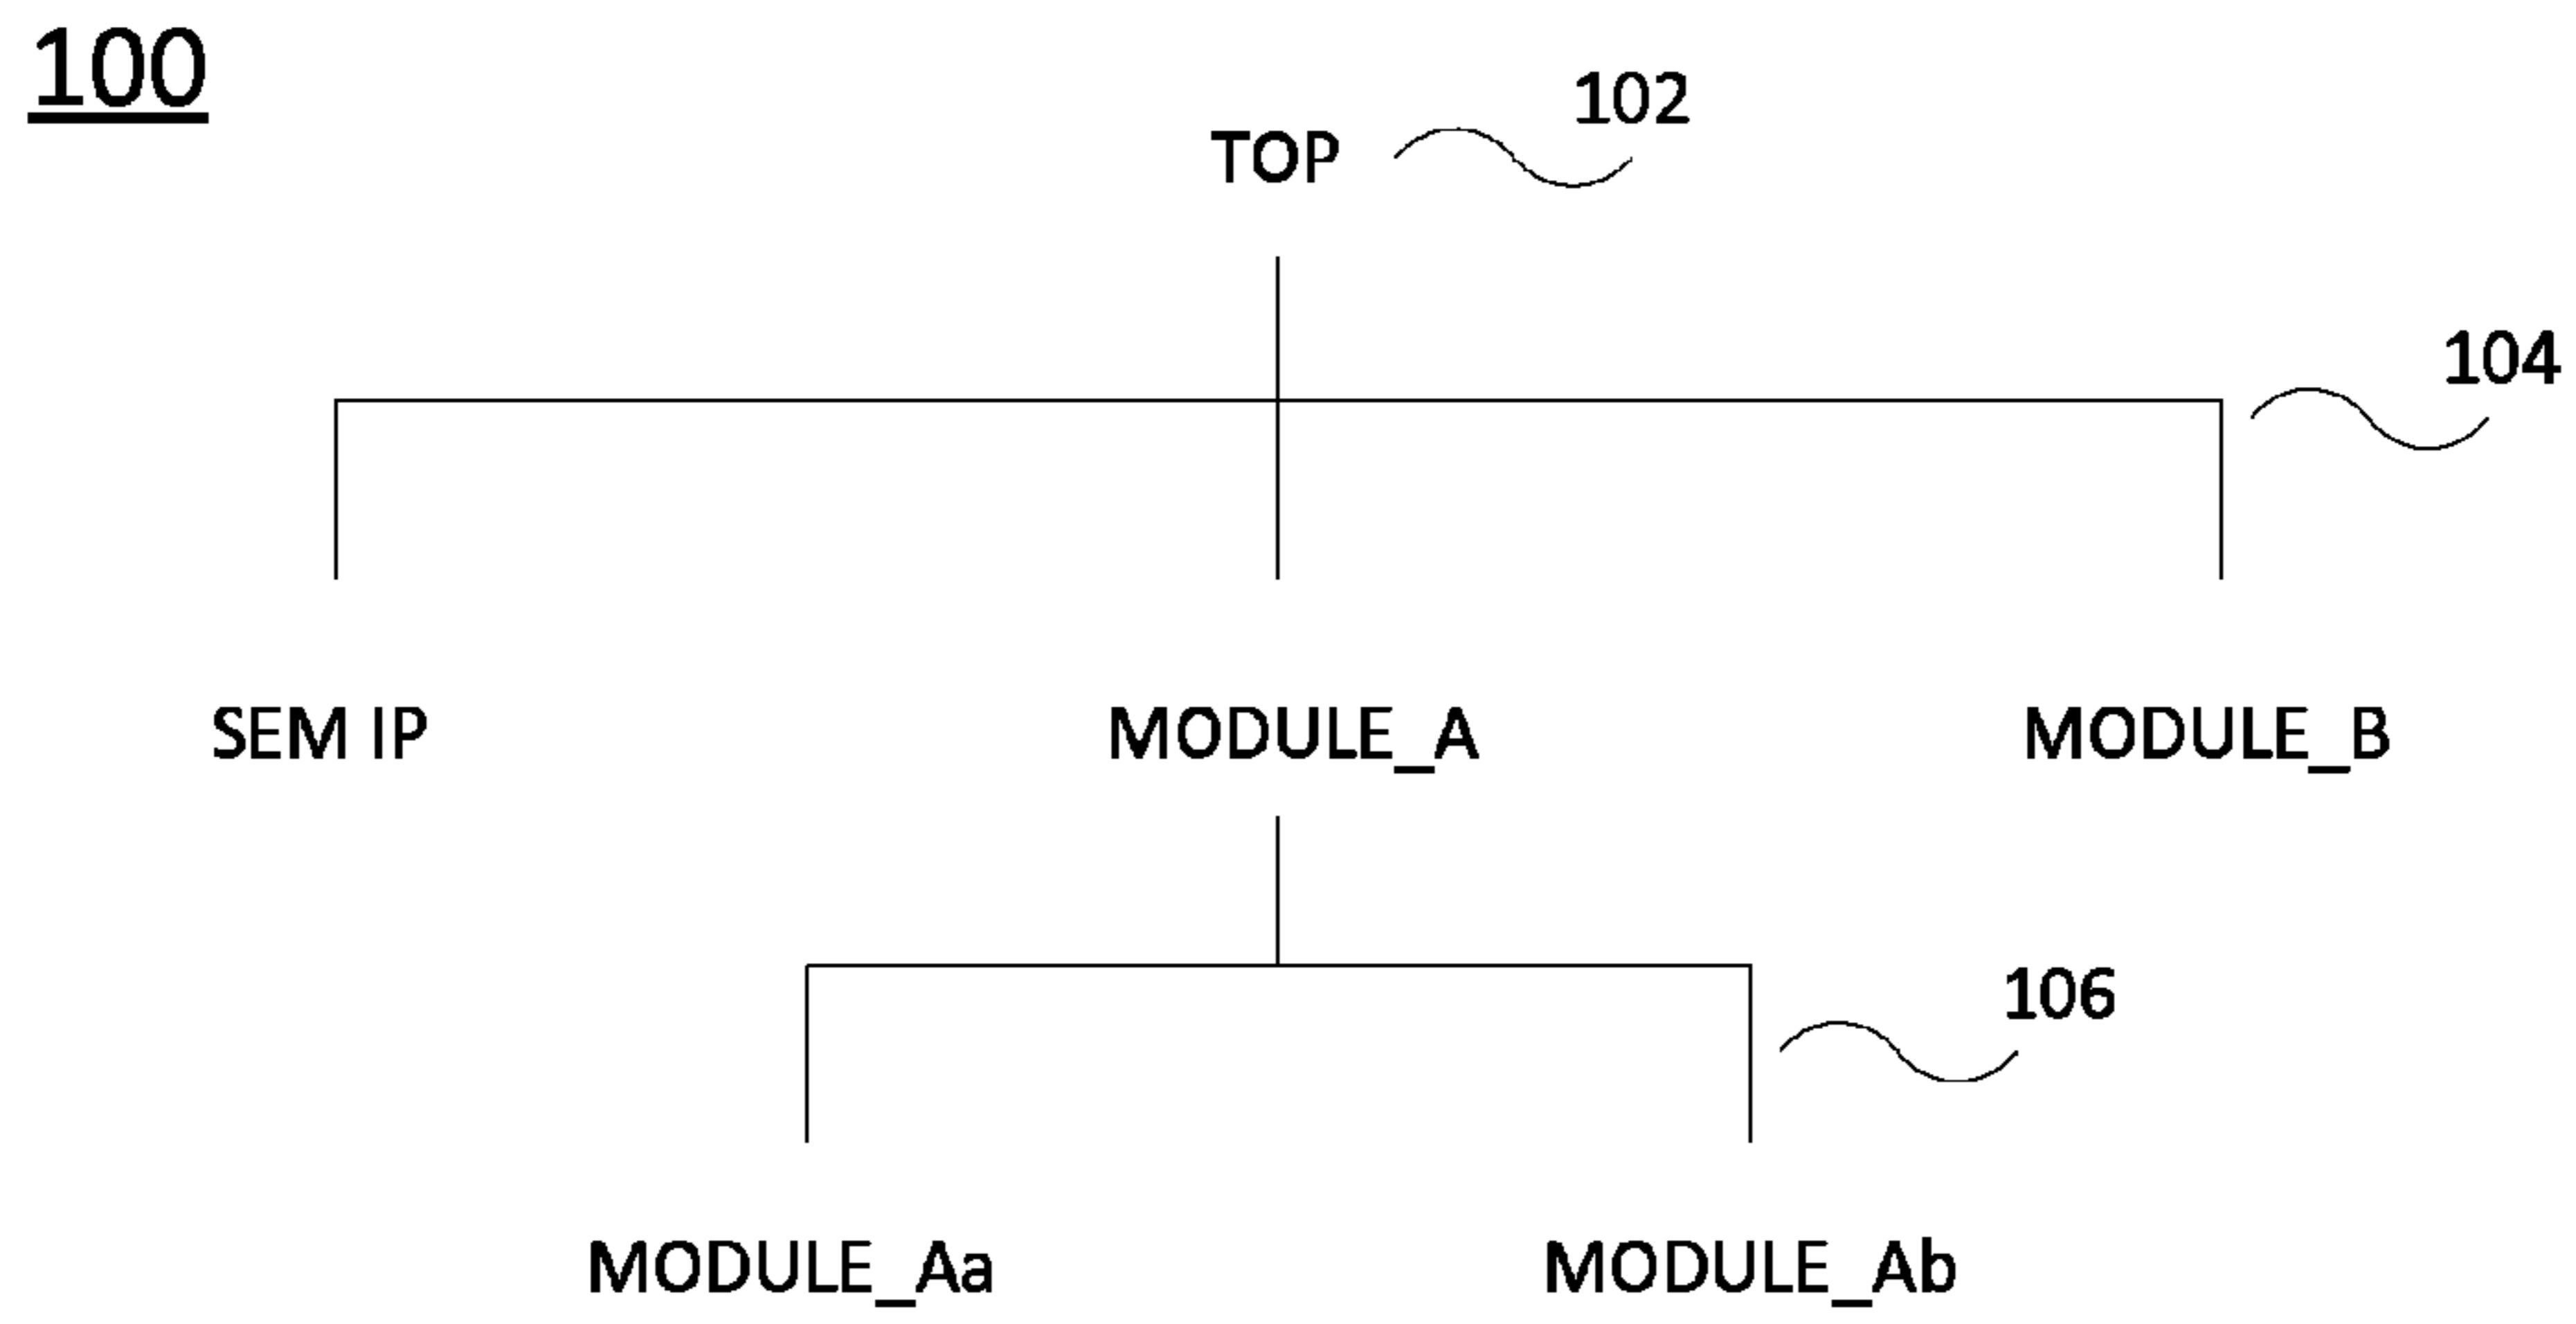 100
102
TOP
104
SEM IP
MODULE_A
MODULE_B
106
MODULE_Aa
MODULE_Ab